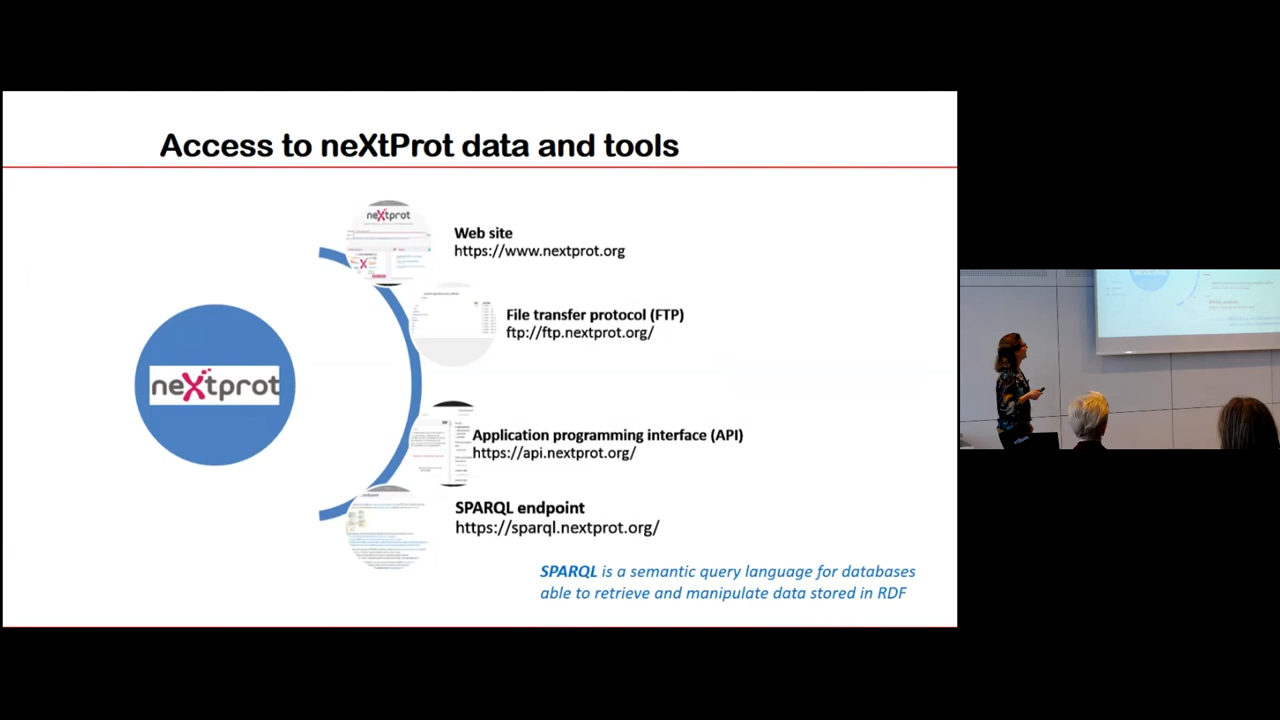 Access to neXtProt data and tools
neXtprot
Web site
https://www.nextprot.org
File transfer protocol (FTP)
ftp://ftp.nextprot.org/
neXtprot
Application programming interface (API)
https://api.nextprot.org/
SPARQL endpoint
https://sparql.nextprot.org/
SPARQL is a semantic query language for databases
able to retrieve and manipulate data stored in RDF